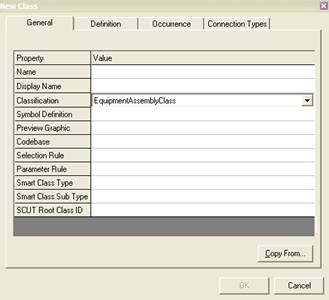 New Class
General Definition Occurrence Connection Types
Property Value
Name
Display Name
Classification EquipmentAssemblyClass
Symbol Definition
Preview Graphic
Codebase
Selection Rule
Parameter Rule
Smart Class Type
Smart Class Sub Type
SCUT Root Class ID
Copy From...
OK Cancel